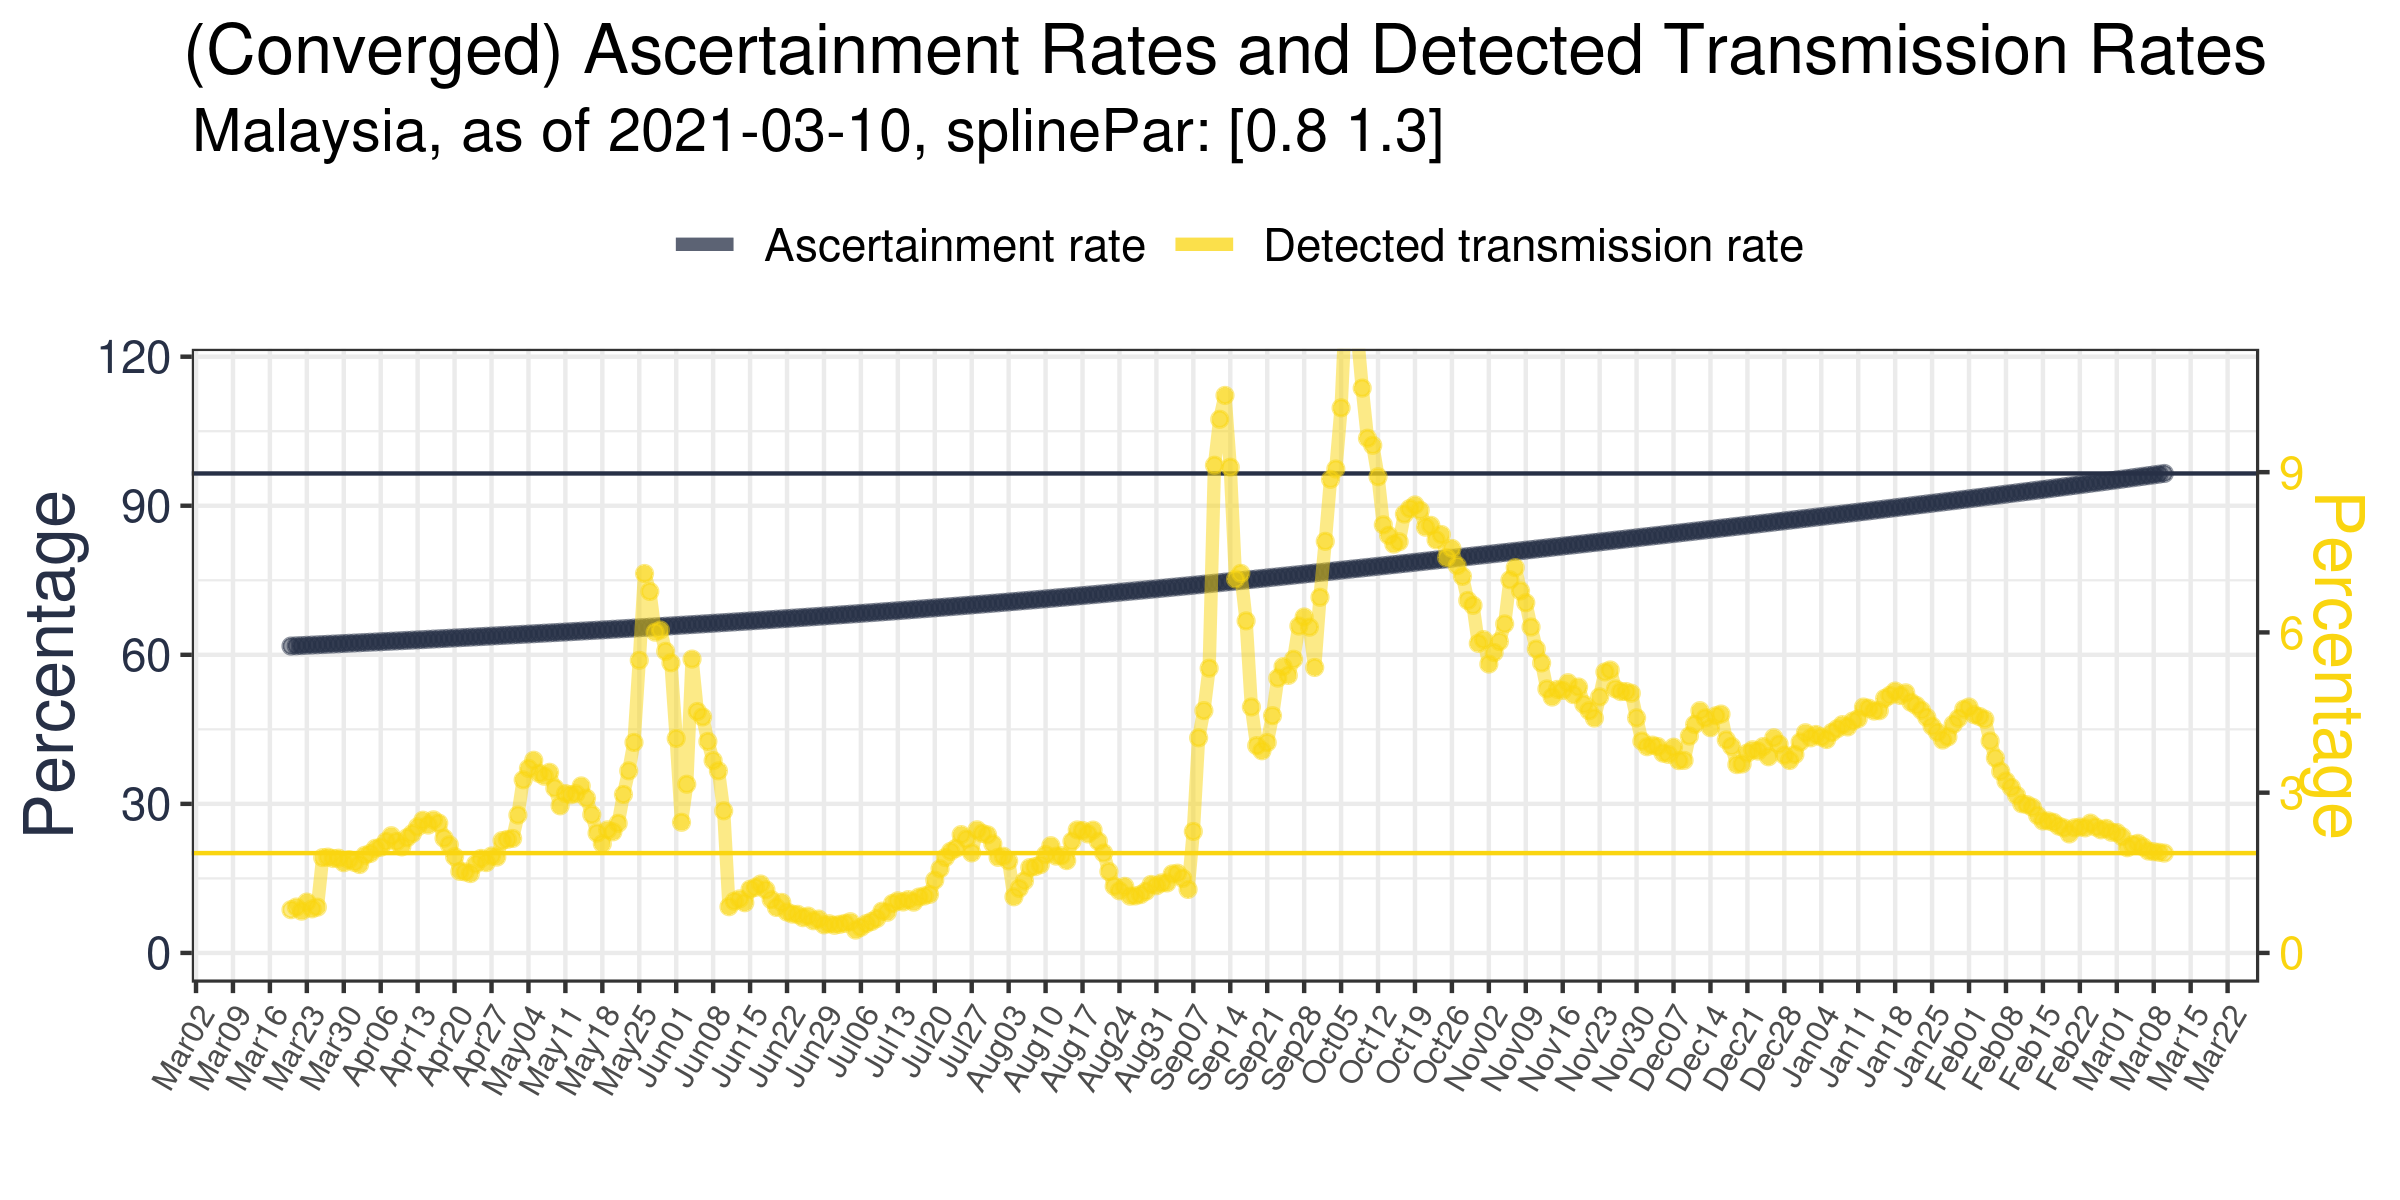 (Converged) Ascertainment Rates and Detected Transmission Rates
Malaysia, as of 2021-03-10, splinePar: [0.8 1.3]
Ascertainment rate
Detected transmission rate
Percentage
120
90
60
30
0
9
6
3
0
Percentage
Mar02
Mar09
Mar16
Mar23
Mar30
Apr06
Apr13
Apr20
Apr27
May04
May11
May18
May25
Jun01
Jun08
Jun15
Jun22
Jun29
Jul06
Jul13
Jul20
Jul27
Aug03
Aug10
Aug17
Aug24
Aug31
Sep07
Sep14
Sep21
Sep28
Oct05
Oct12
Oct19
Oct26
Nov02
Nov09
Nov16
Nov23
Nov30
Dec07
Dec14
Dec21
Dec28
Jan04
Jan11
Jan18
Jan25
Feb01
Feb08
Feb15
Feb22
Mar01
Mar08
Mar15
Mar22